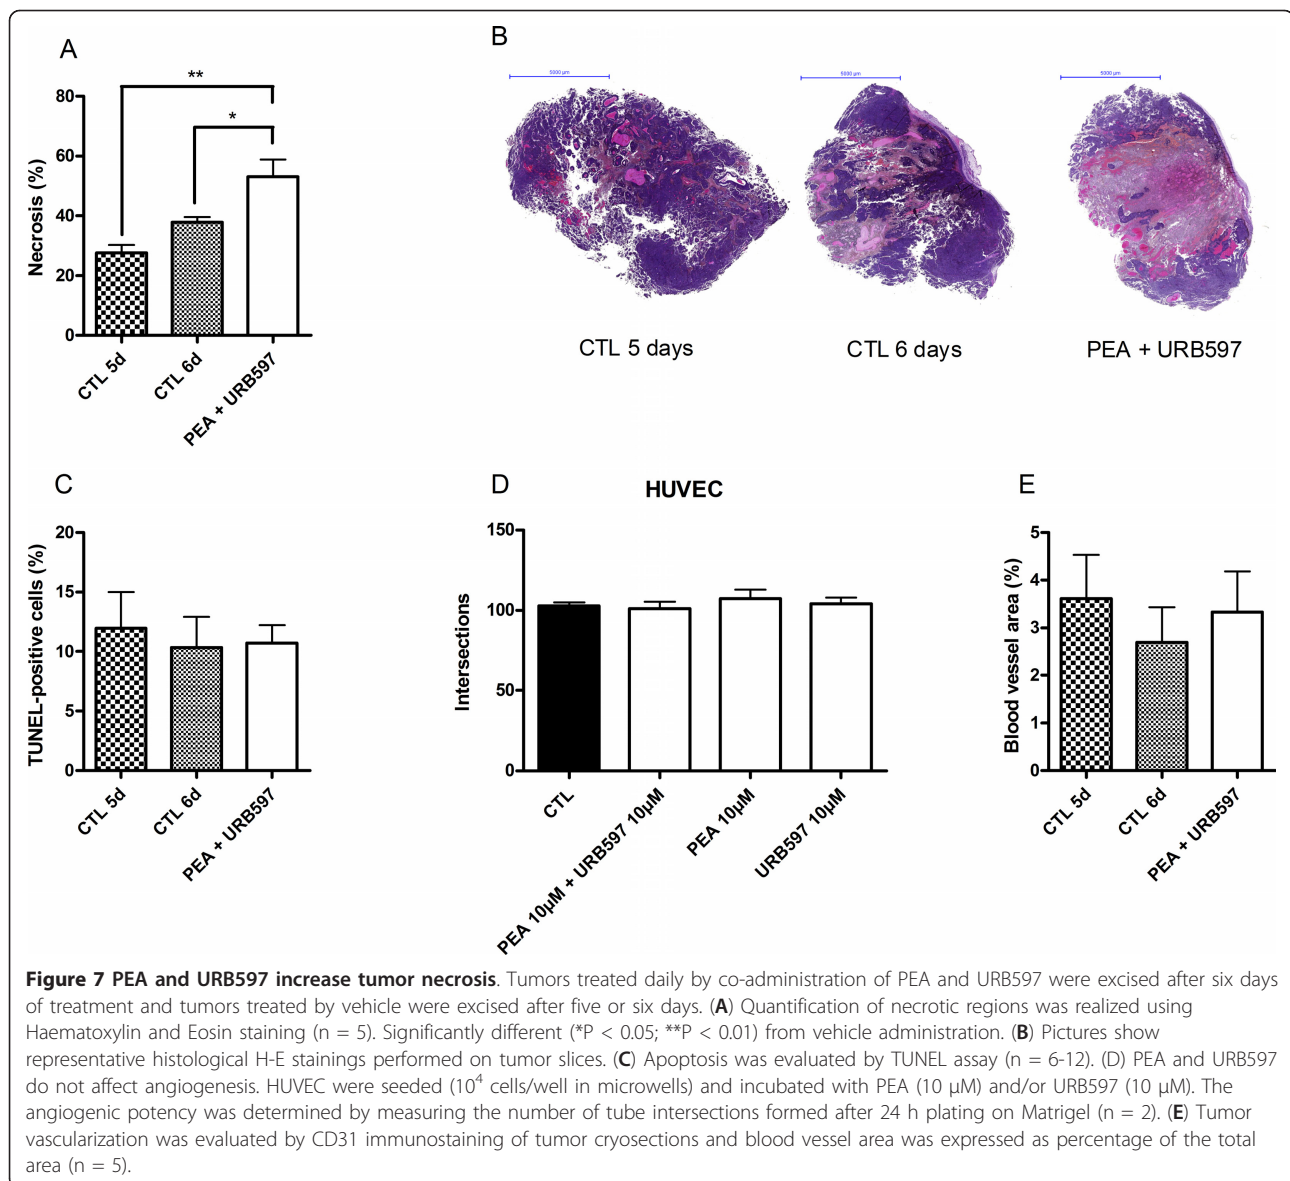 A
**
*
80
60
40
20
0
Necrosis (%)
CTL 5d
CTL 6d
PEA + URB597
B
5000 µm
5000 µm
5000 µm
CTL 5 days
CTL 6 days
PEA + URB597
C
20
15
10
5
0
TUNEL-positive cells (%)
CTL 5d
CTL 6d
PEA + URB597
D
HUVEC
150
100
50
0
Intersections
CTL
PEA 10µM + URB597 10µM
PEA 10µM
URB597 10µM
E
5
4
3
2
1
0
Blood vessel area (%)
CTL 5d
CTL 6d
PEA + URB597
Figure 7 PEA and URB597 increase tumor necrosis. Tumors treated daily by co-administration of PEA and URB597 were excised after six days
of treatment and tumors treated by vehicle were excised after five or six days. (A) Quantification of necrotic regions was realized using
Haematoxylin and Eosin staining (n = 5). Significantly different (*P < 0.05; **P < 0.01) from vehicle administration. (B) Pictures show
representative histological H-E stainings performed on tumor slices. (C) Apoptosis was evaluated by TUNEL assay (n = 6-12). (D) PEA and URB597
do not affect angiogenesis. HUVEC were seeded (10⁴ cells/well in microwells) and incubated with PEA (10 µM) and/or URB597 (10 µM). The
angiogenic potency was determined by measuring the number of tube intersections formed after 24 h plating on Matrigel (n = 2). (E) Tumor
vascularization was evaluated by CD31 immunostaining of tumor cryosections and blood vessel area was expressed as percentage of the total
area (n = 5).